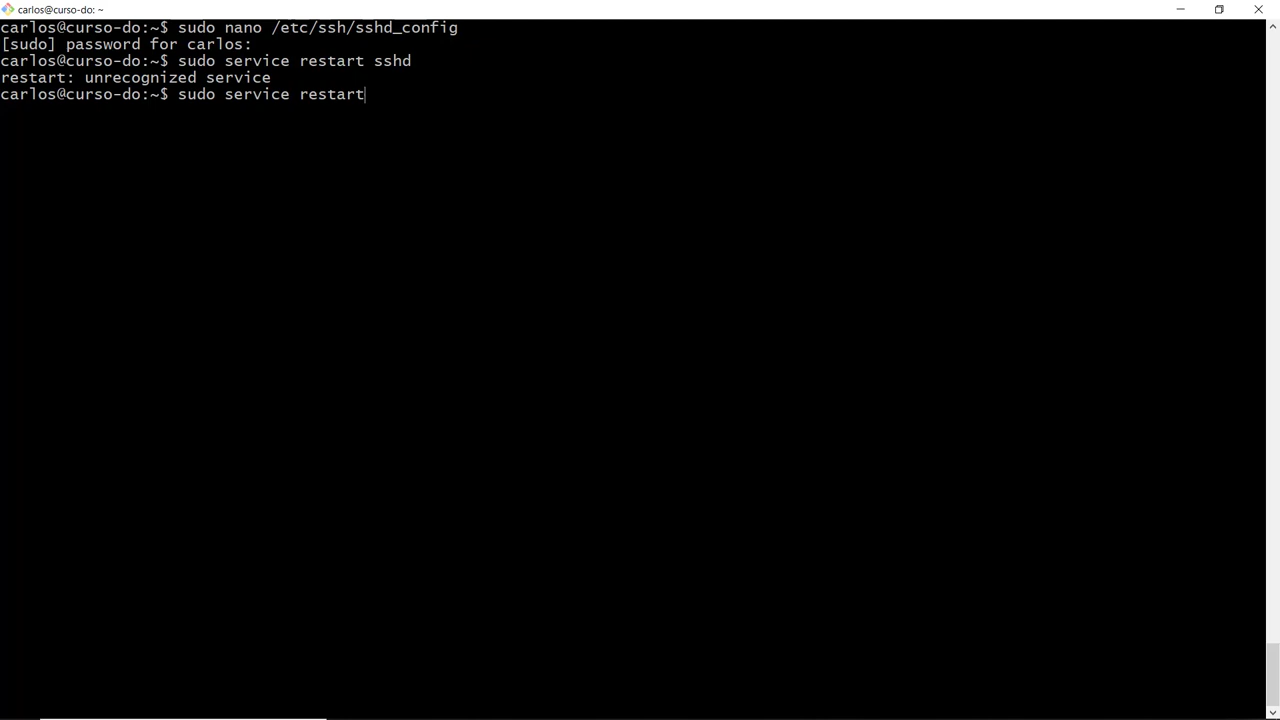 carlos@curso-do: ~
carlos@curso-do:~$ sudo nano /etc/ssh/sshd_config
[sudo] password for carlos:
carlos@curso-do:~$ sudo service restart sshd
restart: unrecognized service
carlos@curso-do:~$ sudo service restart